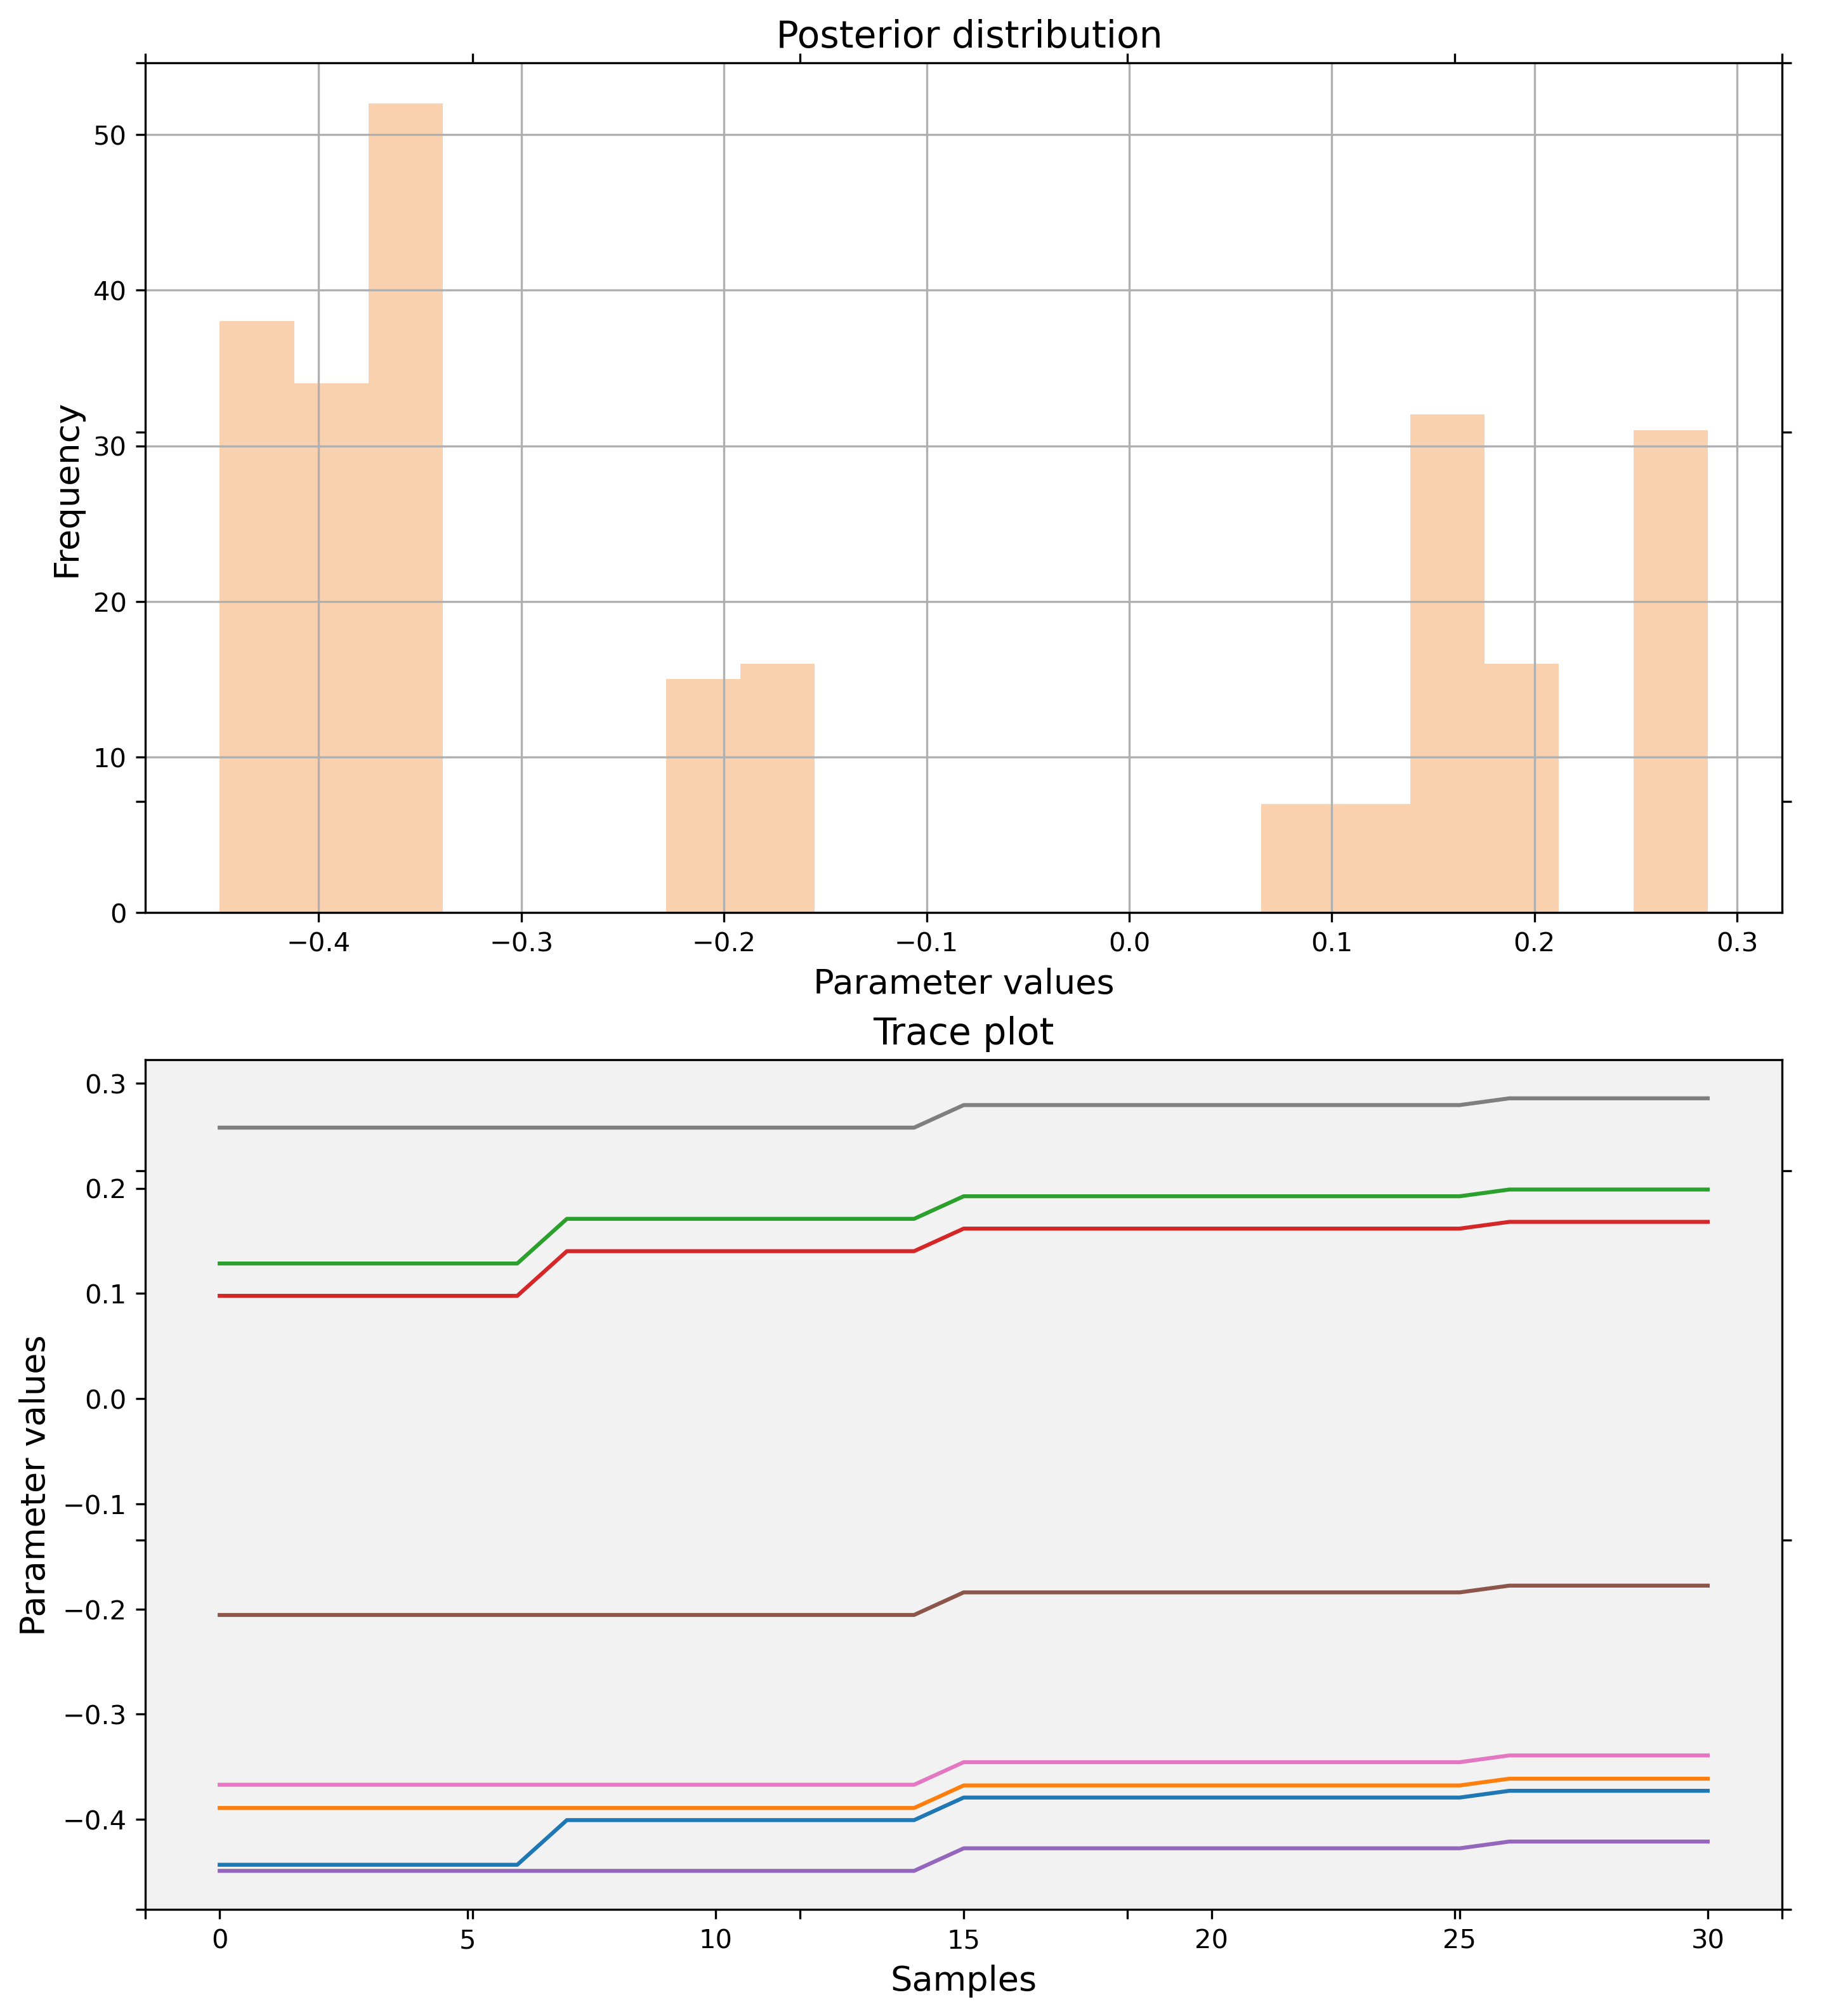 Posterior distribution
50
40
30
20
10
0
Frequency
−0.4 −0.3 −0.2 −0.1 0.0 0.1 0.2 0.3
Parameter values
Trace plot
0.3
0.2
0.1
0.0
−0.1
−0.2
−0.3
−0.4
Parameter values
0 5 10 15 20 25 30
Samples